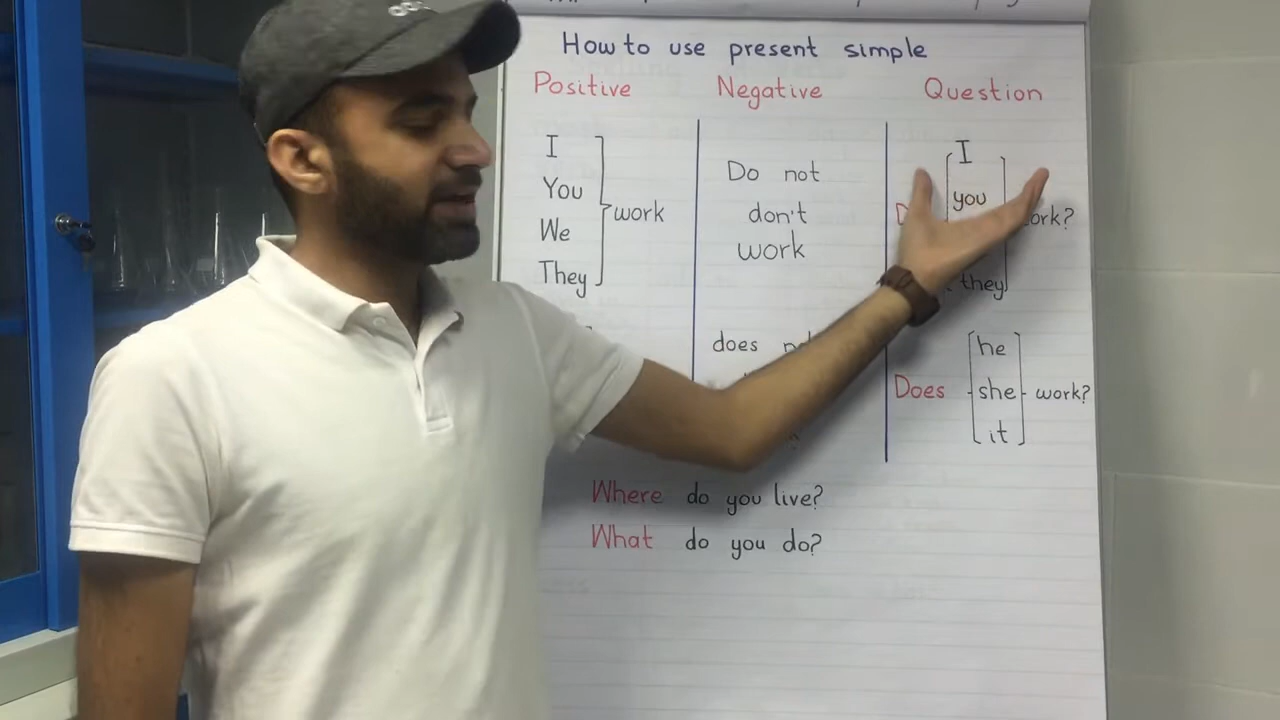 How to use present simple
Positive Negative Question
I
You
We
They
work
Do not
don't
work
I
you
they
does
Does
he
she
it
work?
Where do you live?
What do you do?